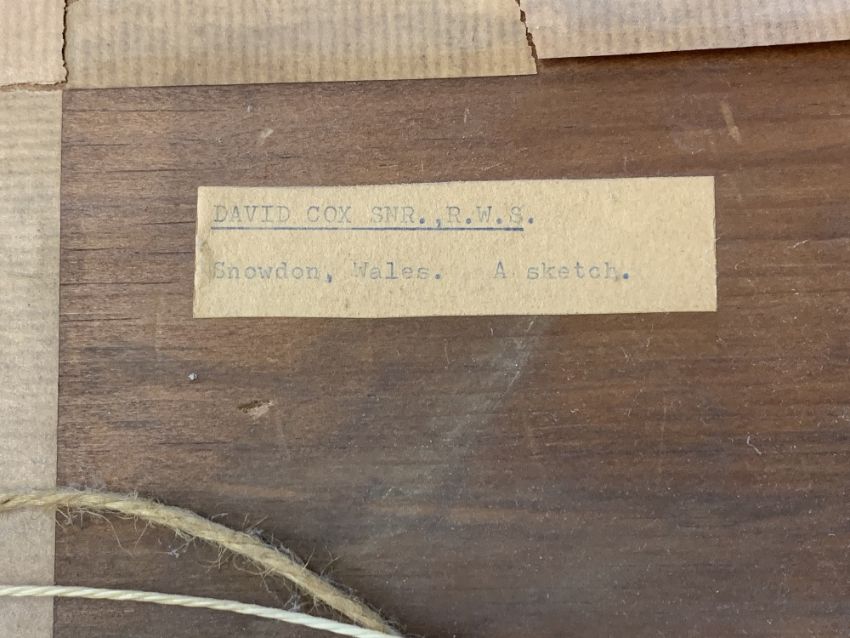 DAVID COX SNR.,R.W.S.
Snowdon, Wales. A sketch.